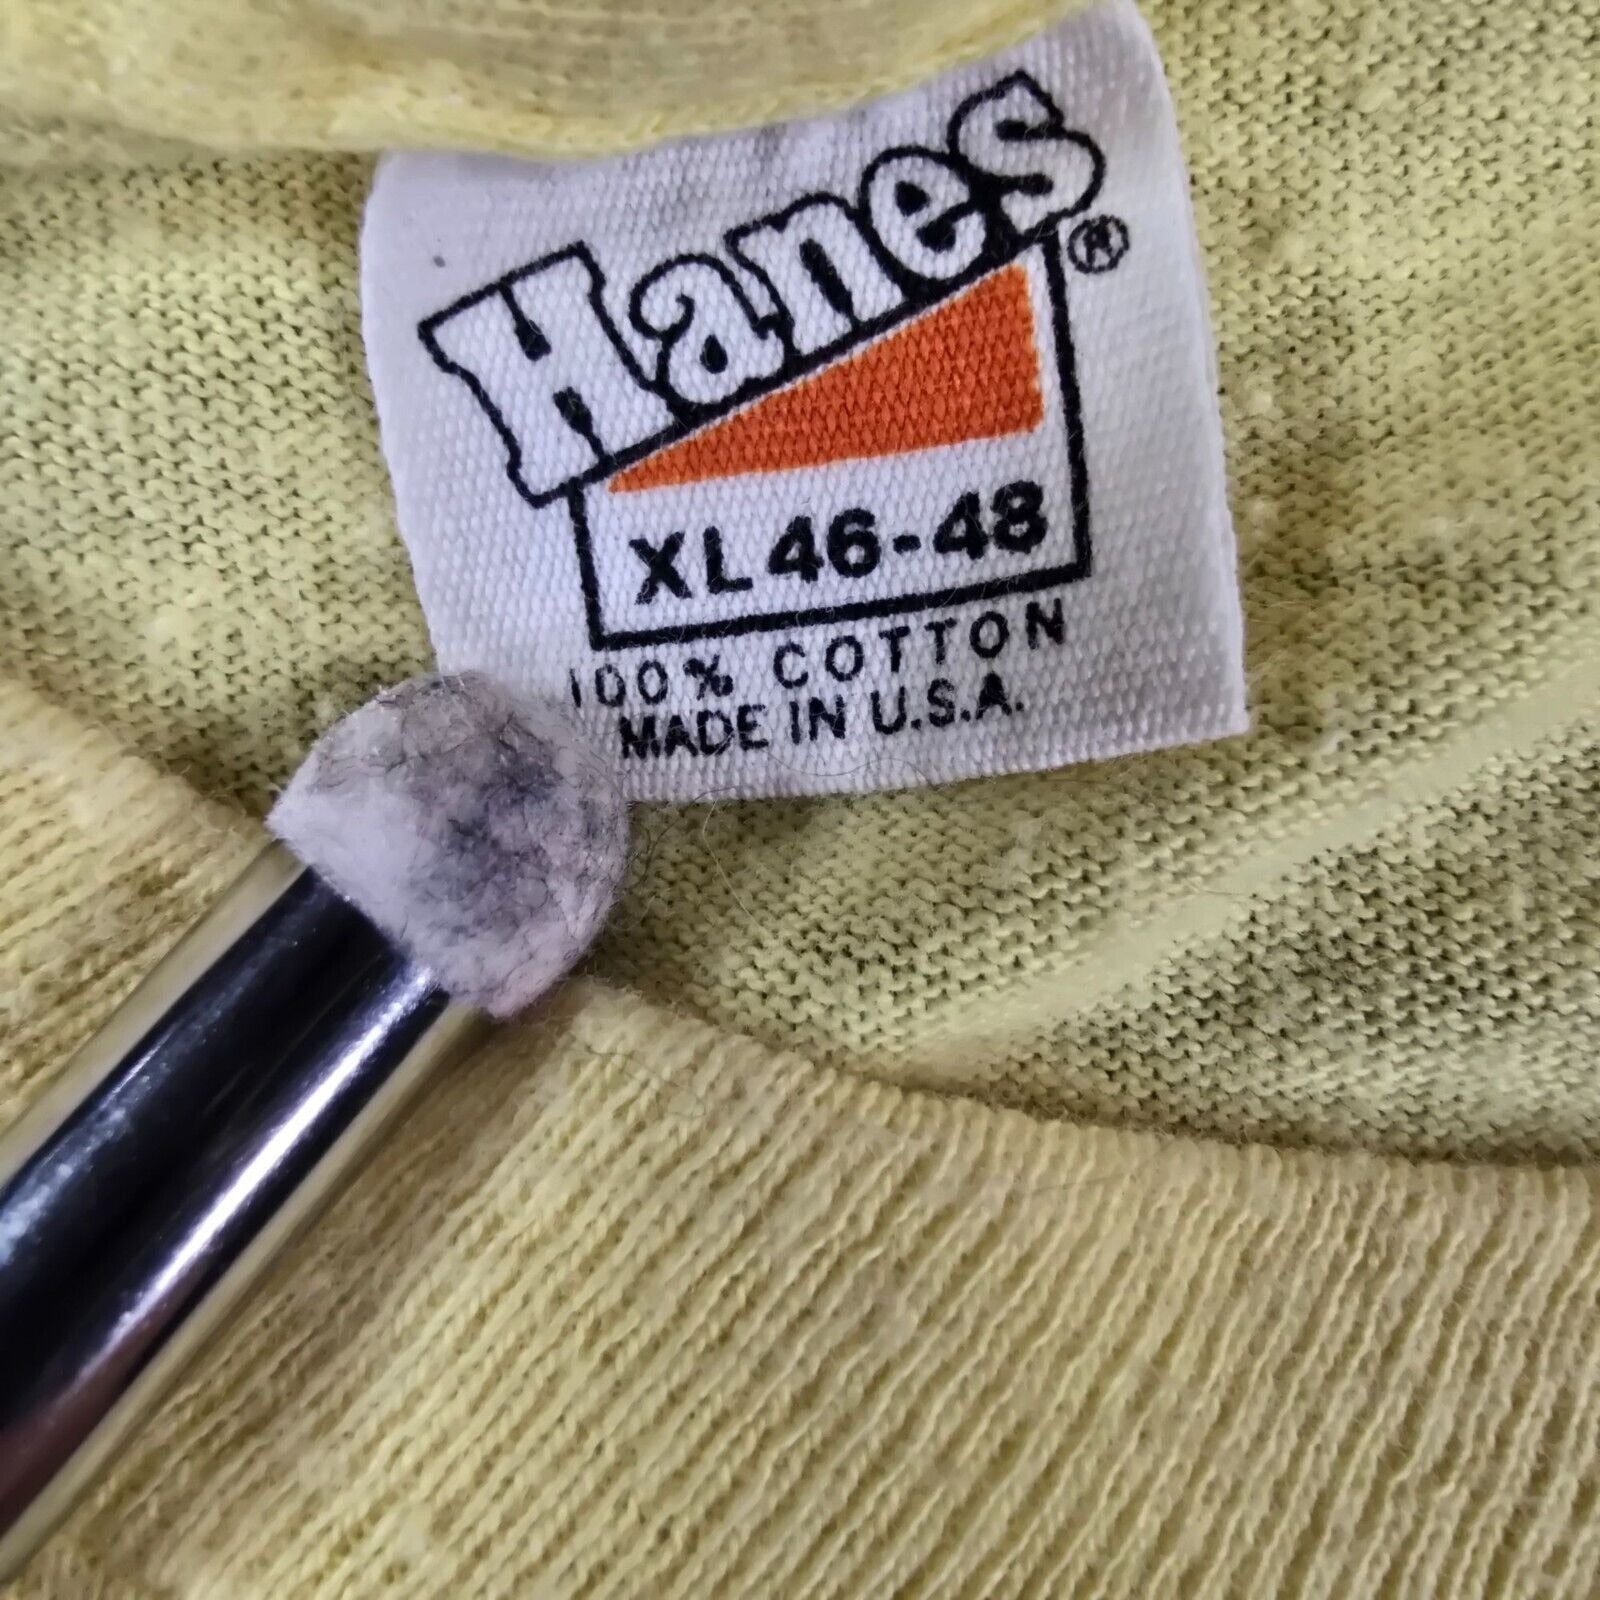 Hanes ®
XL 46-48
100% COTTON
MADE IN U.S.A.